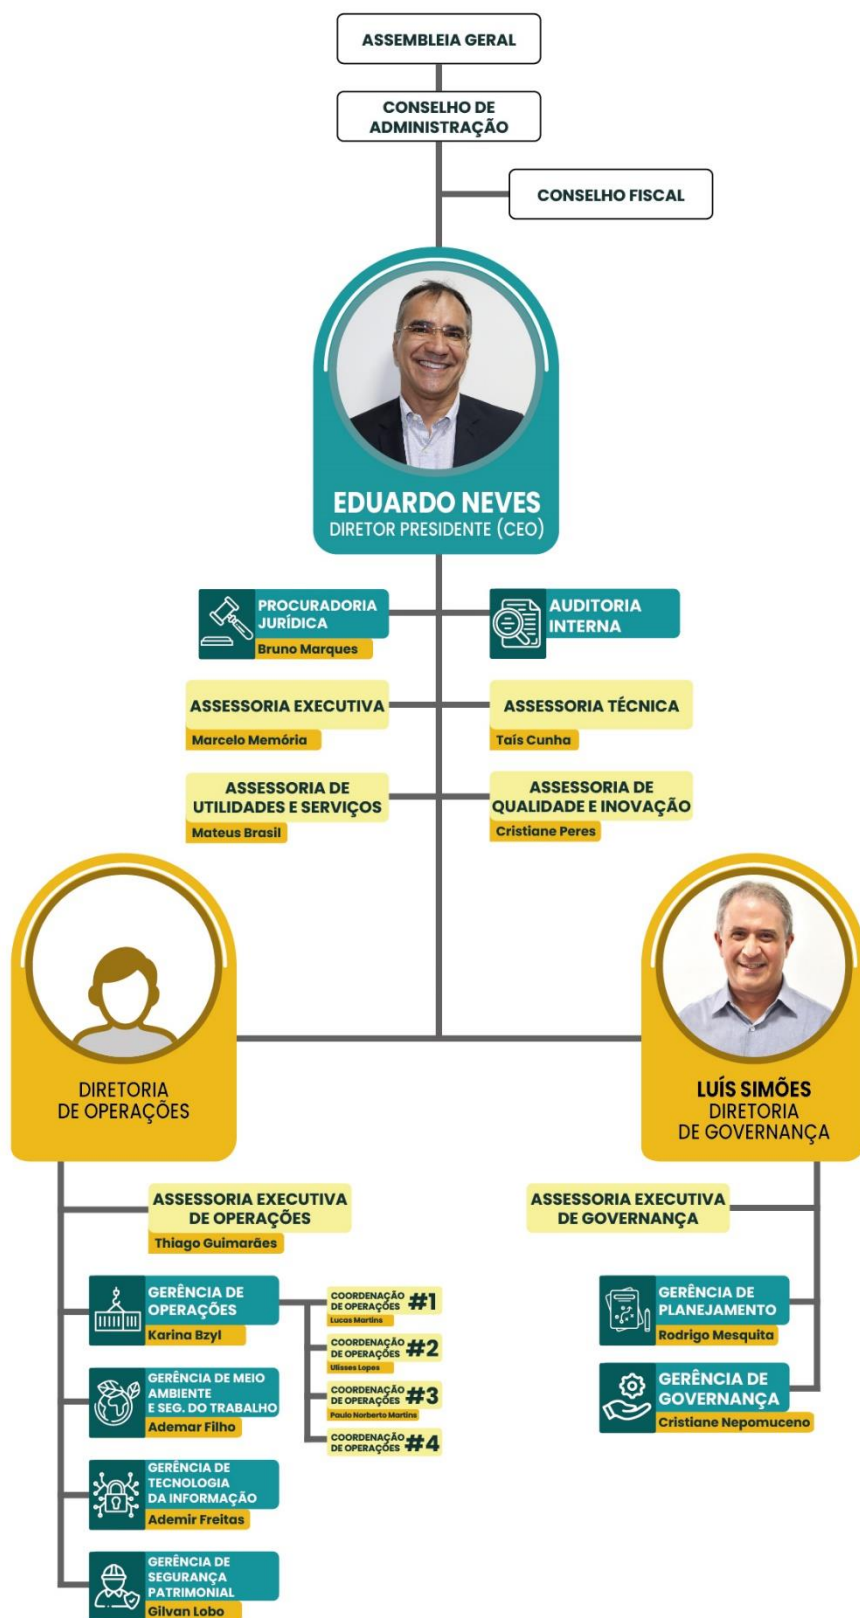 ASSEMBLEIA GERAL
CONSELHO DE
ADMINISTRAÇÃO
CONSELHO FISCAL
EDUARDO NEVES
DIRETOR PRESIDENTE (CEO)
PROCURADORIA
JURÍDICA
Bruno Marques
AUDITORIA
INTERNA
ASSESSORIA EXECUTIVA
Marcelo Memória
ASSESSORIA TÉCNICA
Taís Cunha
ASSESSORIA DE
UTILIDADES E SERVIÇOS
Mateus Brasil
ASSESSORIA DE
QUALIDADE E INOVAÇÃO
Cristiane Peres
DIRETORIA
DE OPERAÇÕES
LUÍS SIMÕES
DIRETORIA
DE GOVERNANÇA
ASSESSORIA EXECUTIVA
DE OPERAÇÕES
Thiago Guimarães
GERÊNCIA DE
OPERAÇÕES
Karina Bzyl
COORDENAÇÃO
DE OPERAÇÕES #1
Lucas Martins
COORDENAÇÃO
DE OPERAÇÕES #2
Ulisses Lopes
COORDENAÇÃO
DE OPERAÇÕES #3
Paulo Norberto Martins
COORDENAÇÃO
DE OPERAÇÕES #4
GERÊNCIA DE MEIO
AMBIENTE
E SEG. DO TRABALHO
Ademar Filho
GERÊNCIA DE
TECNOLOGIA
DA INFORMAÇÃO
Ademir Freitas
GERÊNCIA DE
SEGURANÇA
PATRIMONIAL
Gilvan Lobo
ASSESSORIA EXECUTIVA
DE GOVERNANÇA
GERÊNCIA DE
PLANEJAMENTO
Rodrigo Mesquita
GERÊNCIA DE
GOVERNANÇA
Cristiane Nepomuceno